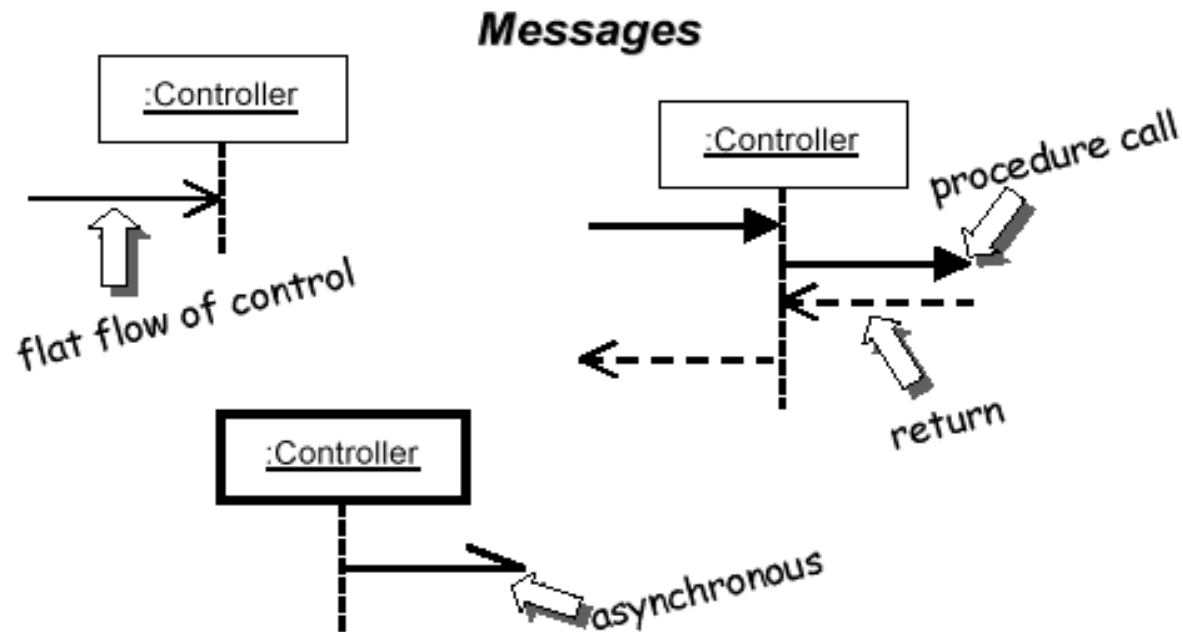 Messages
:Controller
flat flow of control
:Controller
procedure call
return
:Controller
asynchronous